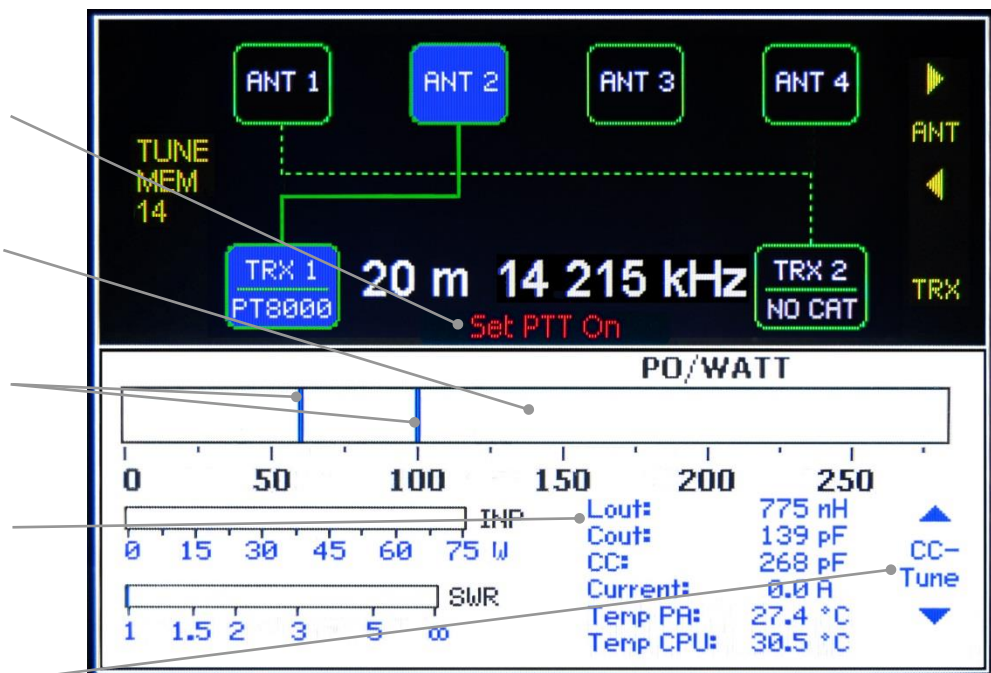 ANT 1 ANT 2 ANT 3 ANT 4
ANT
TUNE
MEM
14
TRX 1
PT8000
20 m 14 215 kHz
TRX 2
NO CAT
TRX
Set PTT On
PO/WATT
0 50 100 150 200 250
INP
0 15 30 45 60 75 W
SWR
1 1.5 2 3 5 ∞
Lout: 775 nH
Cout: 139 pF
CC: 268 pF
Current: 0.0 A
Temp PA: 27.4 °C
Temp CPU: 30.5 °C
CC-
Tune